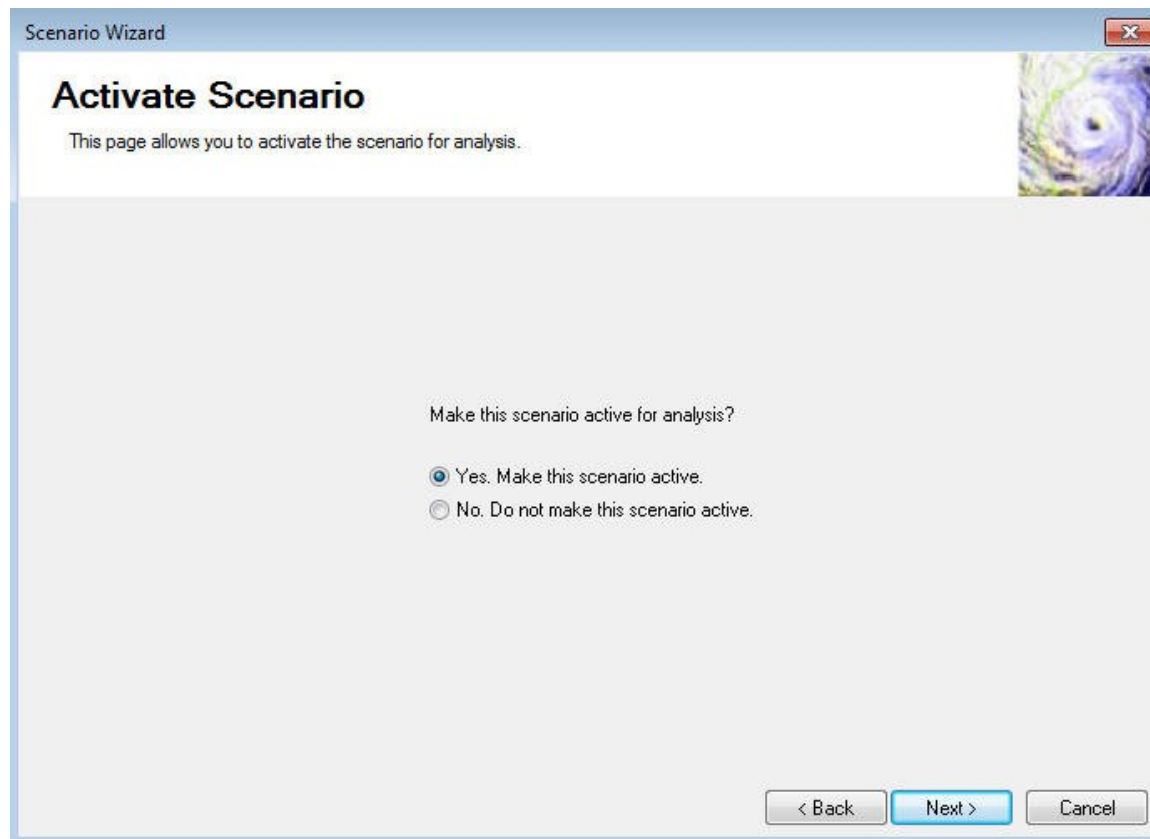 Scenario Wizard
Activate Scenario
This page allows you to activate the scenario for analysis.
Make this scenario active for analysis?
Yes. Make this scenario active.
No. Do not make this scenario active.
< Back Next > Cancel